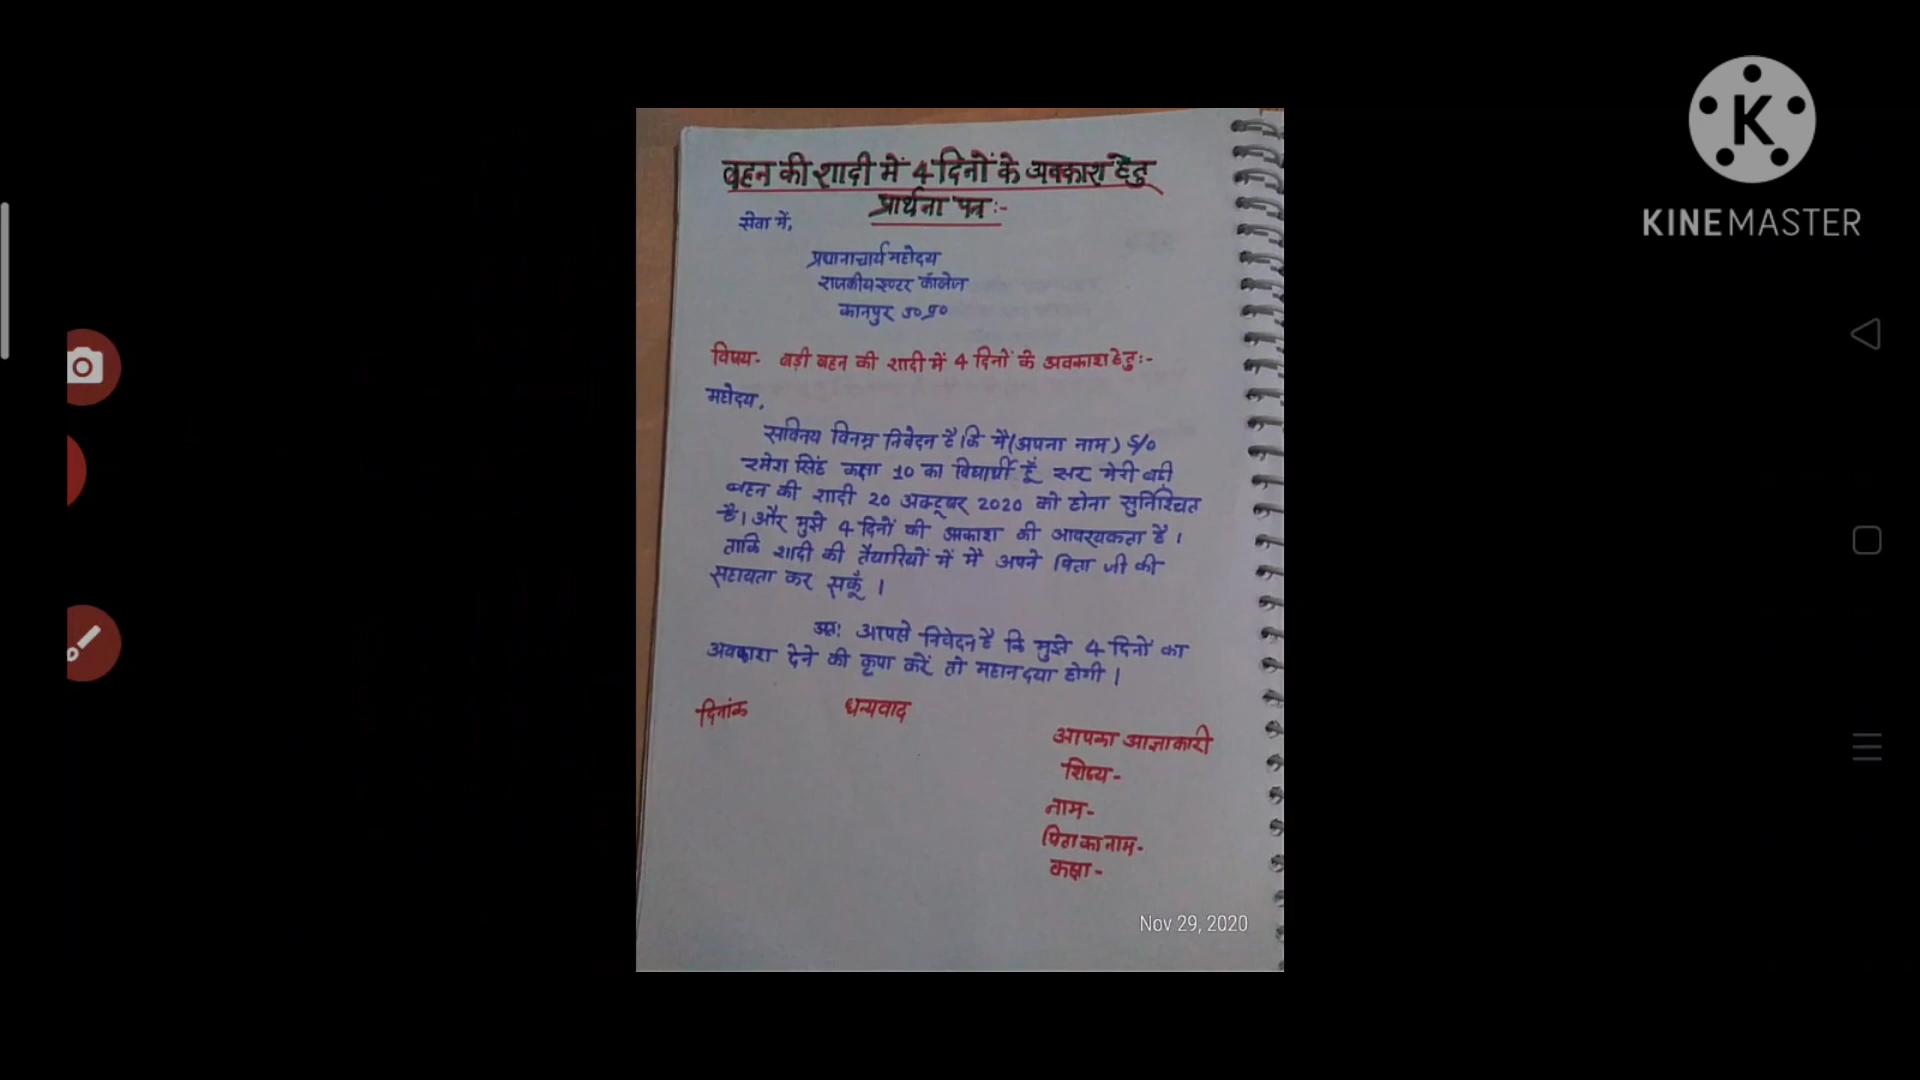 बहन की शादी में 4 दिनों के अवकाश हेतु
प्रार्थना पत्र :-
सेवा में,
प्रधानाचार्य महोदय
राजकीय इण्टर कॉलेज
कानपुर उ० प्र०
विषय- बड़ी बहन की शादी में 4 दिनों के अवकाश हेतु :-
महोदय,
सविनय विनम्र निवेदन है कि मैं (अपना नाम) S/o
रमेश सिंह कक्षा 10 का विद्यार्थी हूँ सर मेरी बड़ी
बहन की शादी 20 अक्टूबर 2020 को होना सुनिश्चित
है। और मुझे 4 दिनों की अकाश की आवश्यकता है।
ताकि शादी की तैयारियों में मैं अपने पिता जी की
सहायता कर सकूँ ।
अतः आपसे निवेदन है कि मुझे 4 दिनों का
अवकाश देने की कृपा करें तो महान दया होगी ।
दिनांक धन्यवाद
आपका आज्ञाकारी
शिष्य -
नाम-
पिता का नाम-
कक्षा -
Nov 29, 2020
K
KINEMASTER